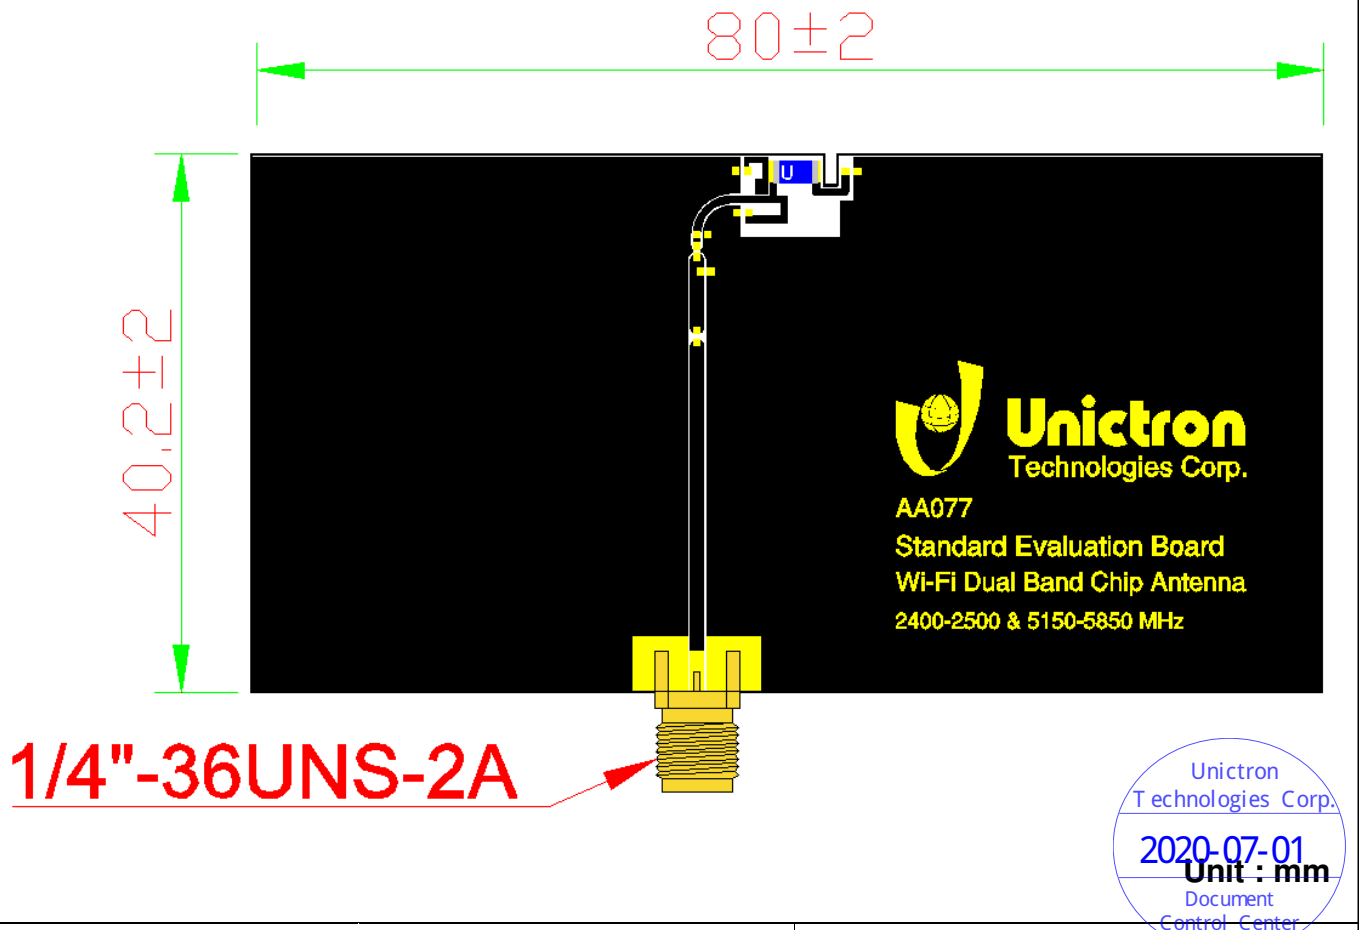 80±2
40.2±2
U
Unictron
Technologies Corp.
AA077
Standard Evaluation Board
Wi-Fi Dual Band Chip Antenna
2400-2500 & 5150-5850 MHz
1/4"-36UNS-2A
Unictron
Technologies Corp.
2020-07-01
Unit : mm
Document
Control Center